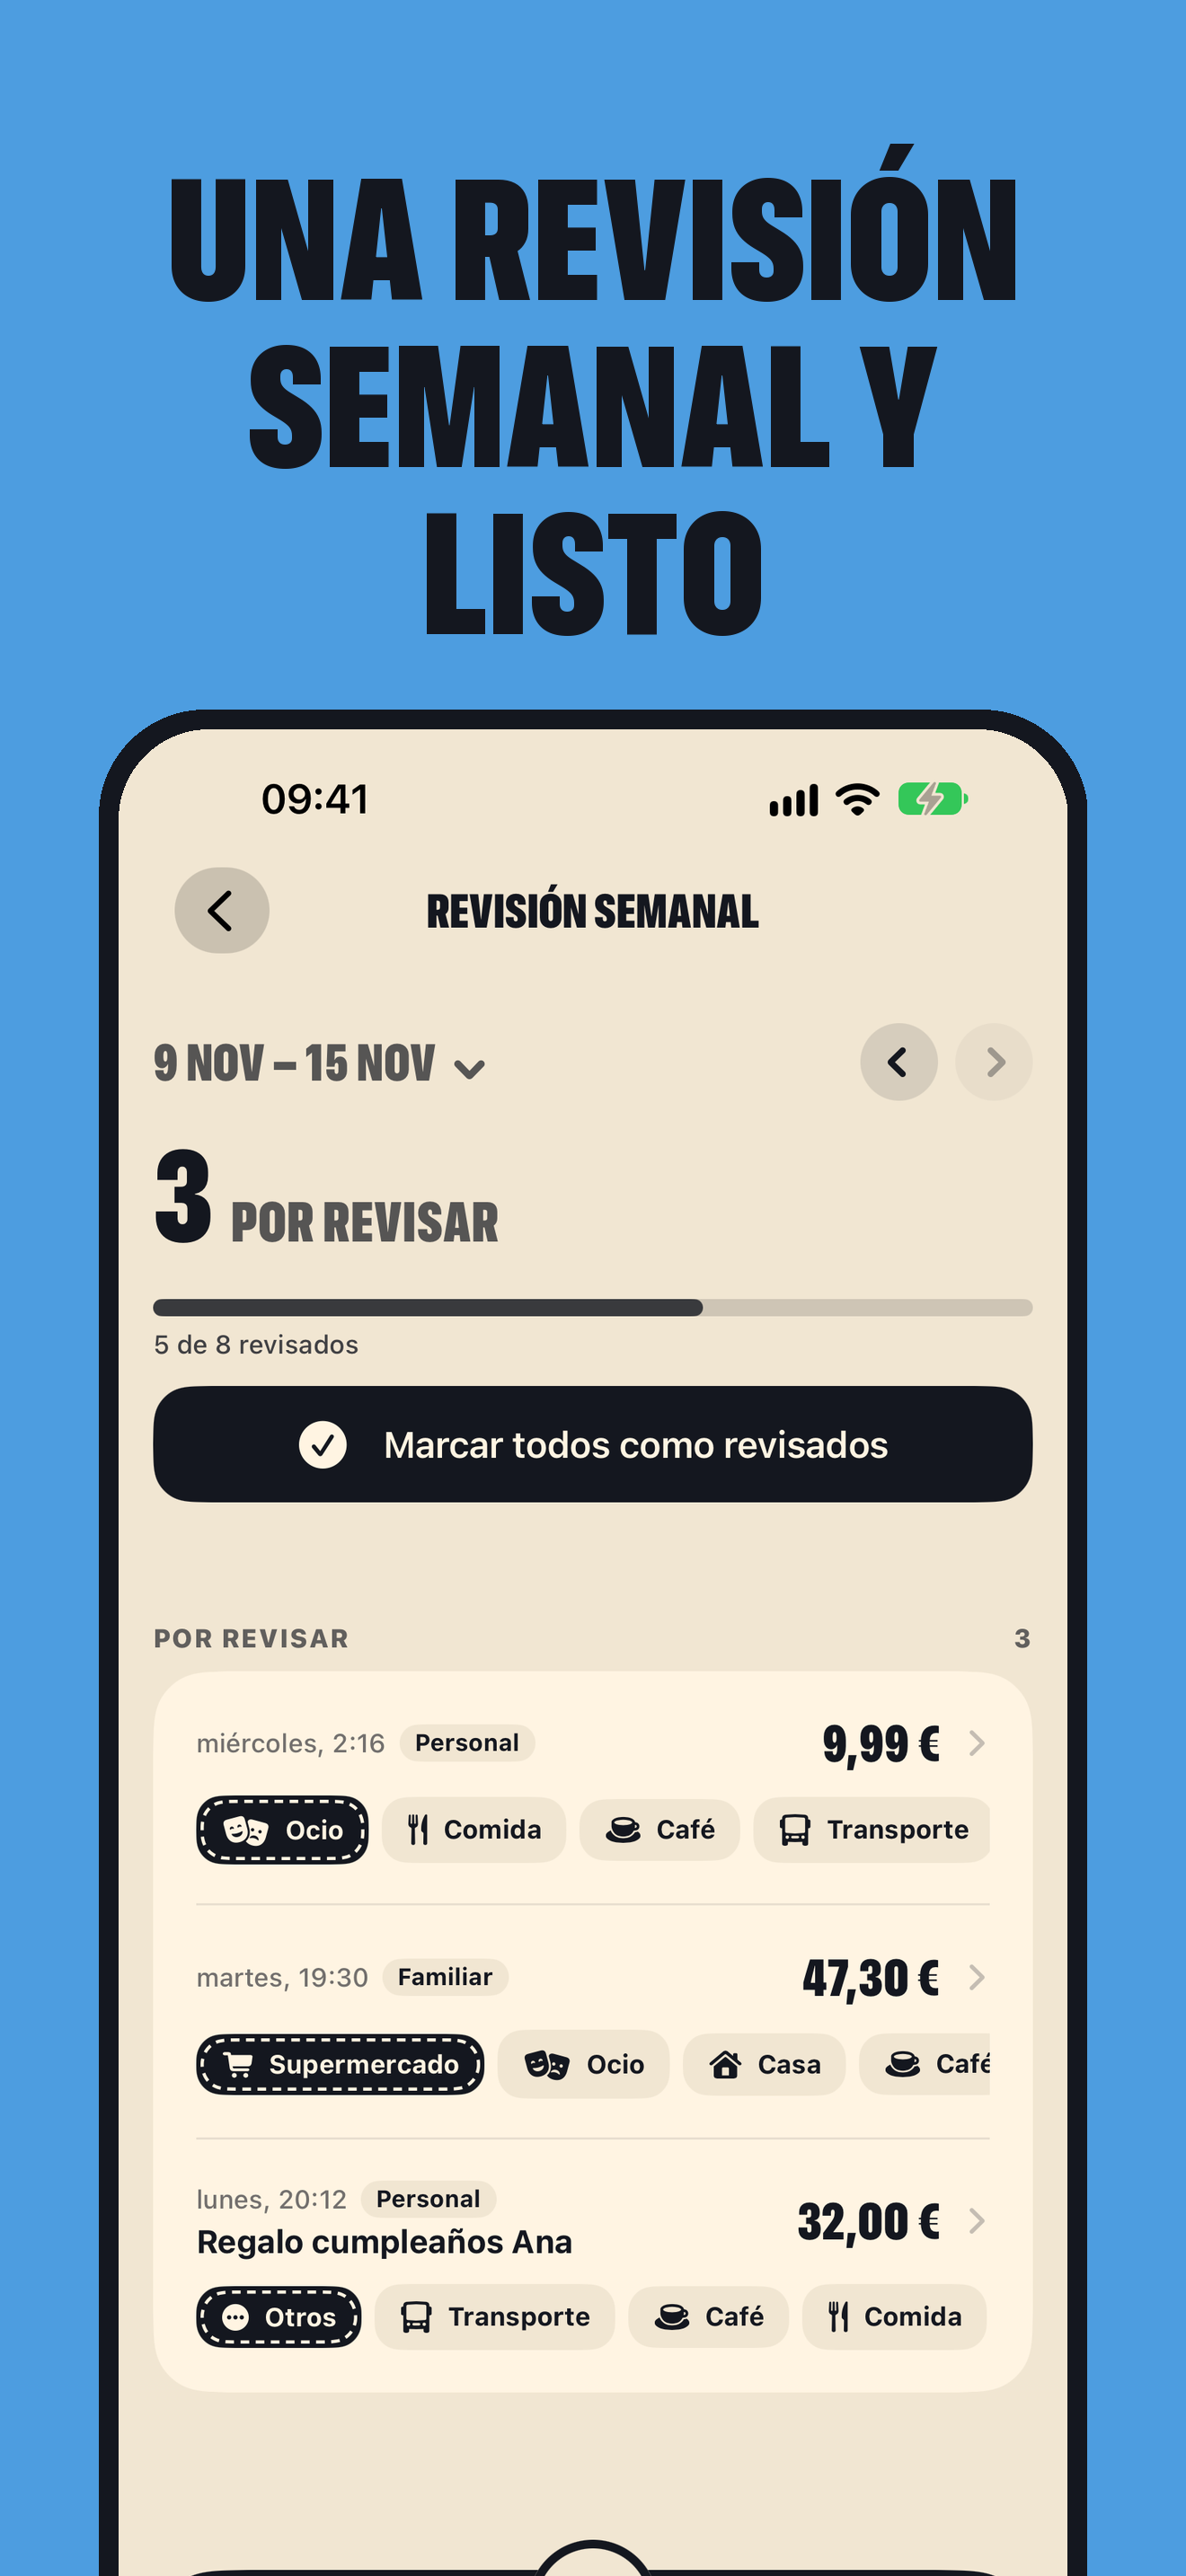 UNA REVISIÓN
SEMANAL Y
LISTO
09:41
REVISIÓN SEMANAL
9 NOV – 15 NOV
3 POR REVISAR
5 de 8 revisados
Marcar todos como revisados
POR REVISAR 3
miércoles, 2:16 Personal 9,99 €
Ocio Comida Café Transporte
martes, 19:30 Familiar 47,30 €
Supermercado Ocio Casa Café
lunes, 20:12 Personal
Regalo cumpleaños Ana 32,00 €
Otros Transporte Café Comida